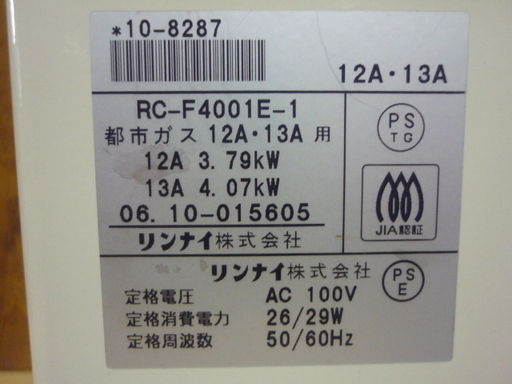 *10-8287
12A・13A
RC-F4001E-1
都市ガス 12A・13A 用
12A 3.79kW
13A 4.07kW
06.10-015605
リンナイ株式会社
PS
TG
JIA認証
リンナイ株式会社
PS
E
定格電圧 AC 100V
定格消費電力 26/29W
定格周波数 50/60Hz